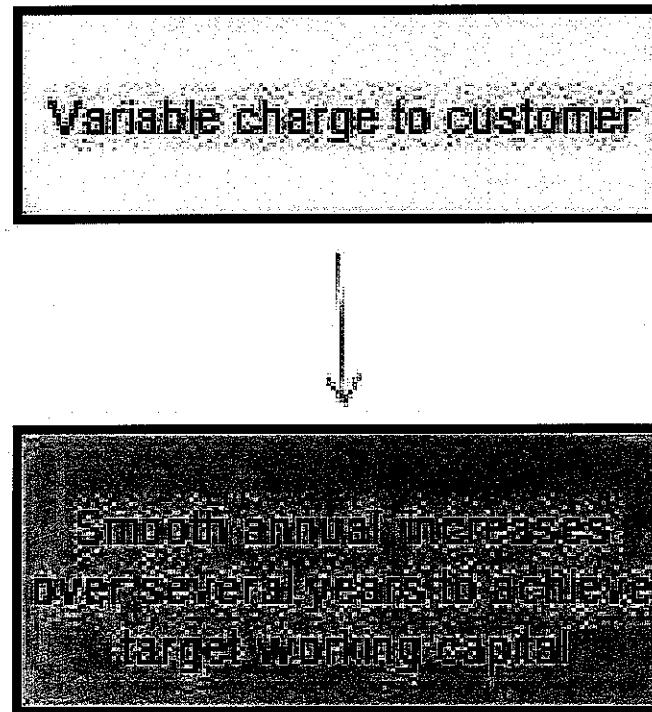 Variable charge to customer
Smooth annual increases
over several years to achieve
target working capital